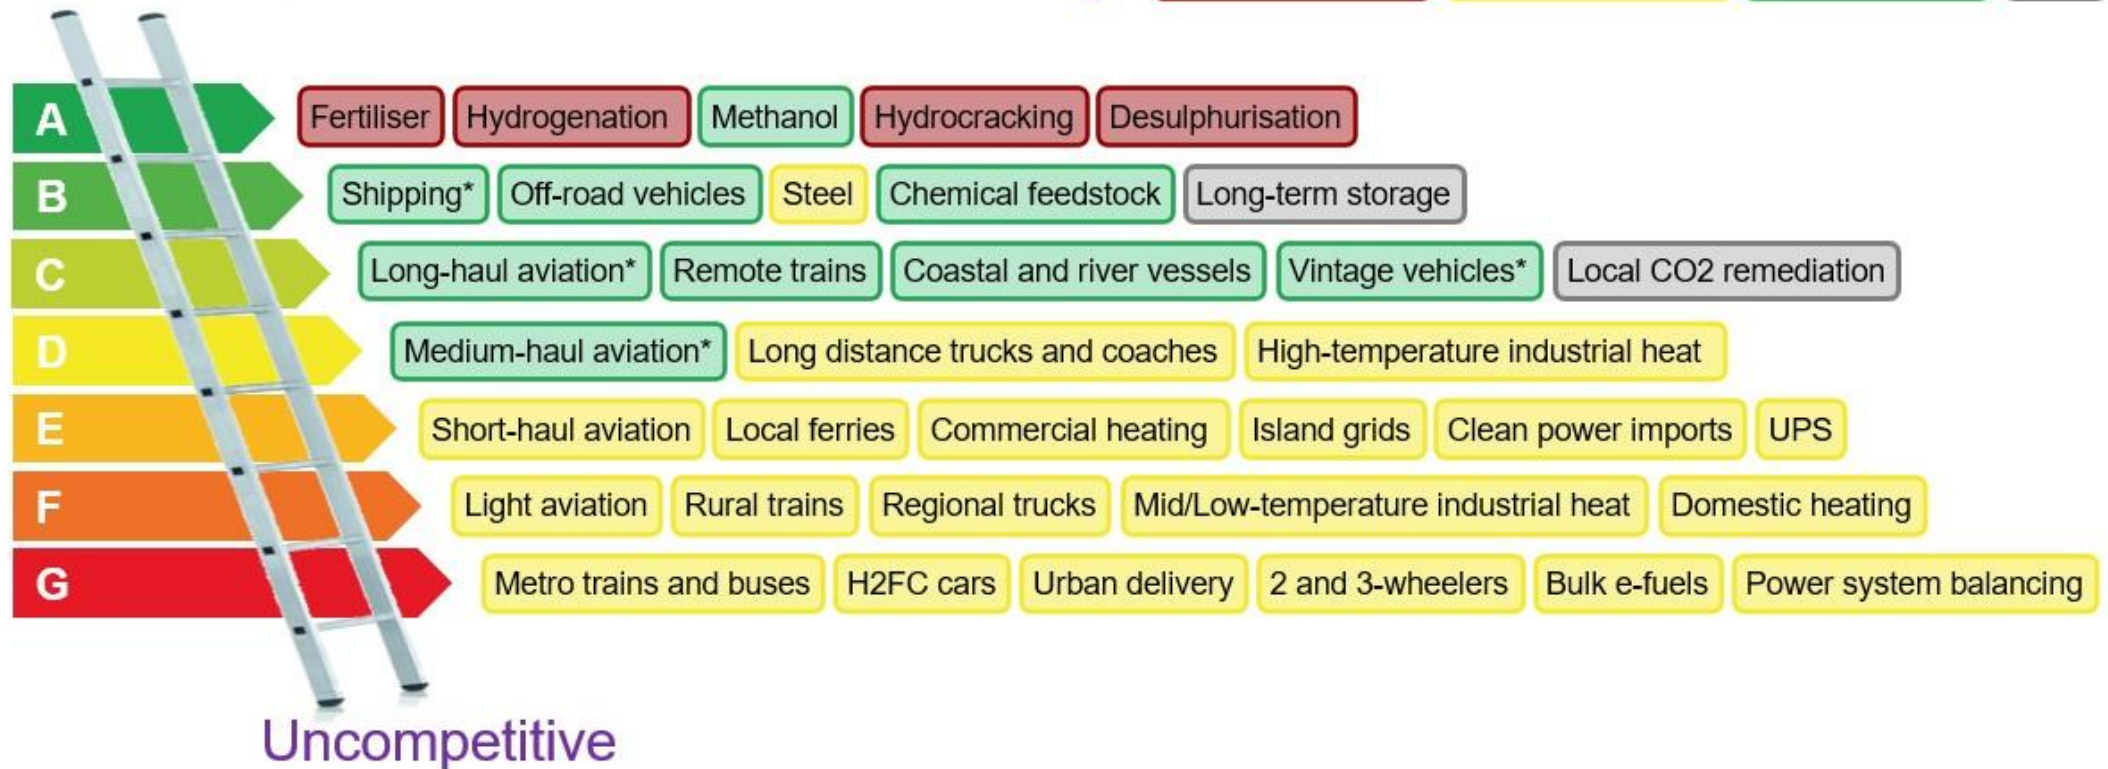 A Fertiliser Hydrogenation Methanol Hydrocracking Desulphurisation
B Shipping* Off-road vehicles Steel Chemical feedstock Long-term storage
C Long-haul aviation* Remote trains Coastal and river vessels Vintage vehicles* Local CO2 remediation
D Medium-haul aviation* Long distance trucks and coaches High-temperature industrial heat
E Short-haul aviation Local ferries Commercial heating Island grids Clean power imports UPS
F Light aviation Rural trains Regional trucks Mid/Low-temperature industrial heat Domestic heating
G Metro trains and buses H2FC cars Urban delivery 2 and 3-wheelers Bulk e-fuels Power system balancing
Uncompetitive